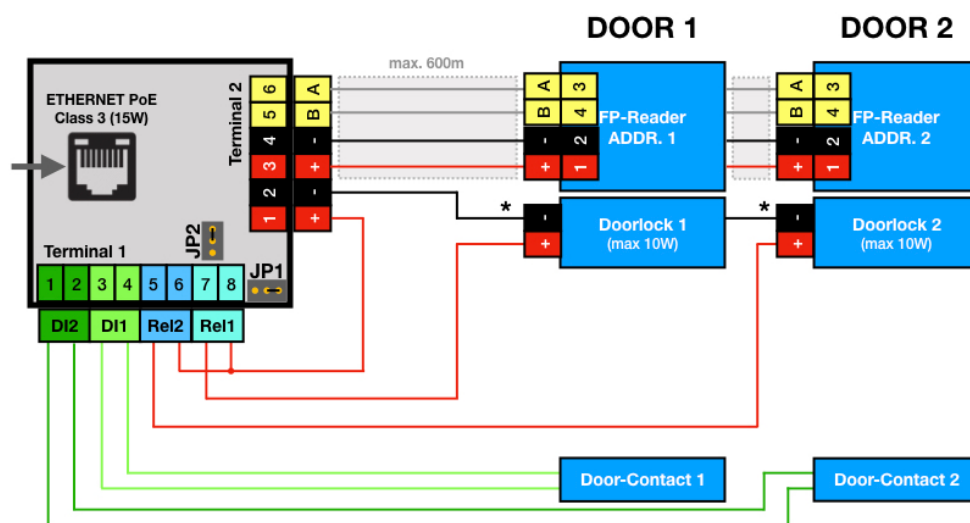 DOOR 1
DOOR 2
max. 600m
ETHERNET PoE
Class 3 (15W)
Terminal 2
6 A
5 B
4 -
3 +
2 -
1 +
A 3
B 4
- 2
+ 1
FP-Reader
ADDR. 1
A 3
B 4
- 2
+ 1
FP-Reader
ADDR. 2
* -
+
Doorlock 1
(max 10W)
* -
+
Doorlock 2
(max 10W)
JP2
Terminal 1
JP1
1 2 3 4 5 6 7 8
DI2 DI1 Rel2 Rel1
Door-Contact 1
Door-Contact 2